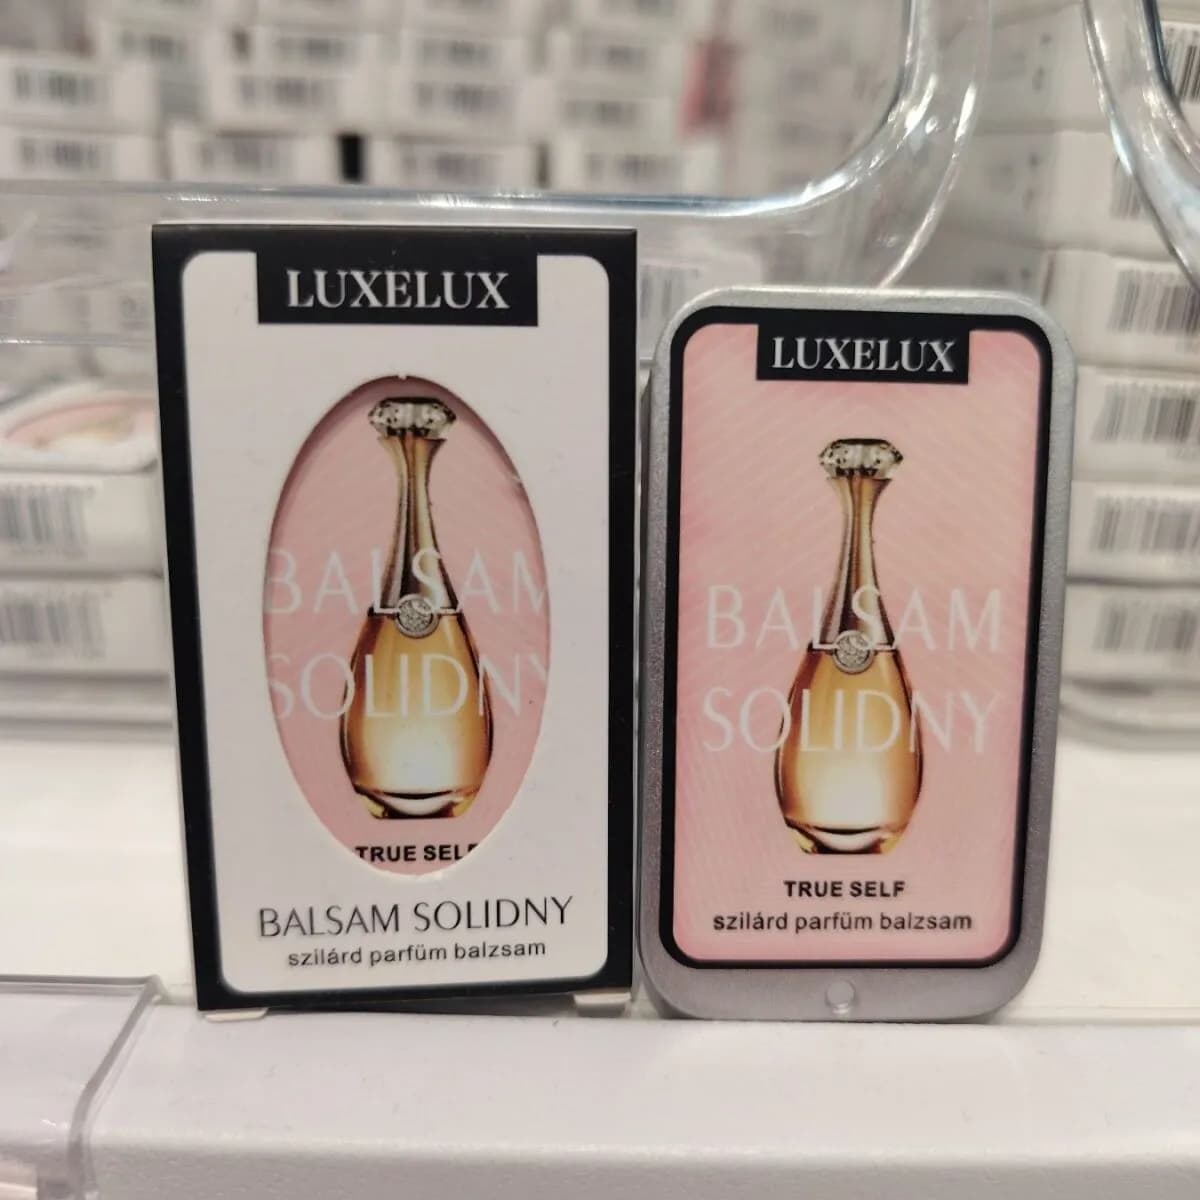 LUXELUX
BALSAM
SOLIDNY
TRUE SELF
BALSAM SOLIDNY
szilárd parfüm balzsam
LUXELUX
BALSAM
SOLIDNY
TRUE SELF
szilárd parfüm balzsam